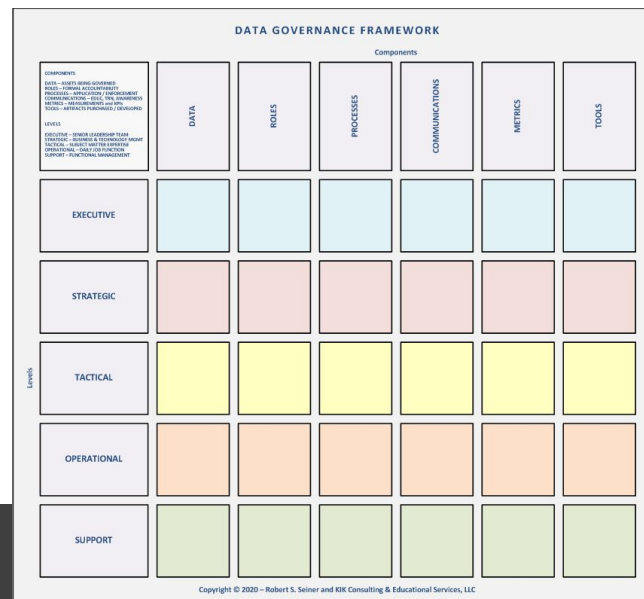 DATA GOVERNANCE FRAMEWORK
Components
COMPONENTS
DATA – ASSETS BEING GOVERNED
ROLES – FORMAL ACCOUNTABILITY
PROCESSES – APPLICATION / ENFORCEMENT
COMMUNICATIONS – EDUC, TRN, AWARENESS
METRICS – MEASUREMENTS and KPIs
TOOLS – ARTIFACTS PURCHASED / DEVELOPED
LEVELS
EXECUTIVE – SENIOR LEADERSHIP TEAM
STRATEGIC – BUSINESS & TECHNOLOGY MGMT
TACTICAL – SUBJECT MATTER EXPERTISE
OPERATIONAL – DAILY JOB FUNCTION
SUPPORT – FUNCTIONAL MANAGEMENT
DATA
ROLES
PROCESSES
COMMUNICATIONS
METRICS
TOOLS
Levels
EXECUTIVE
STRATEGIC
TACTICAL
OPERATIONAL
SUPPORT
Copyright © 2020 – Robert S. Seiner and KIK Consulting & Educational Services, LLC